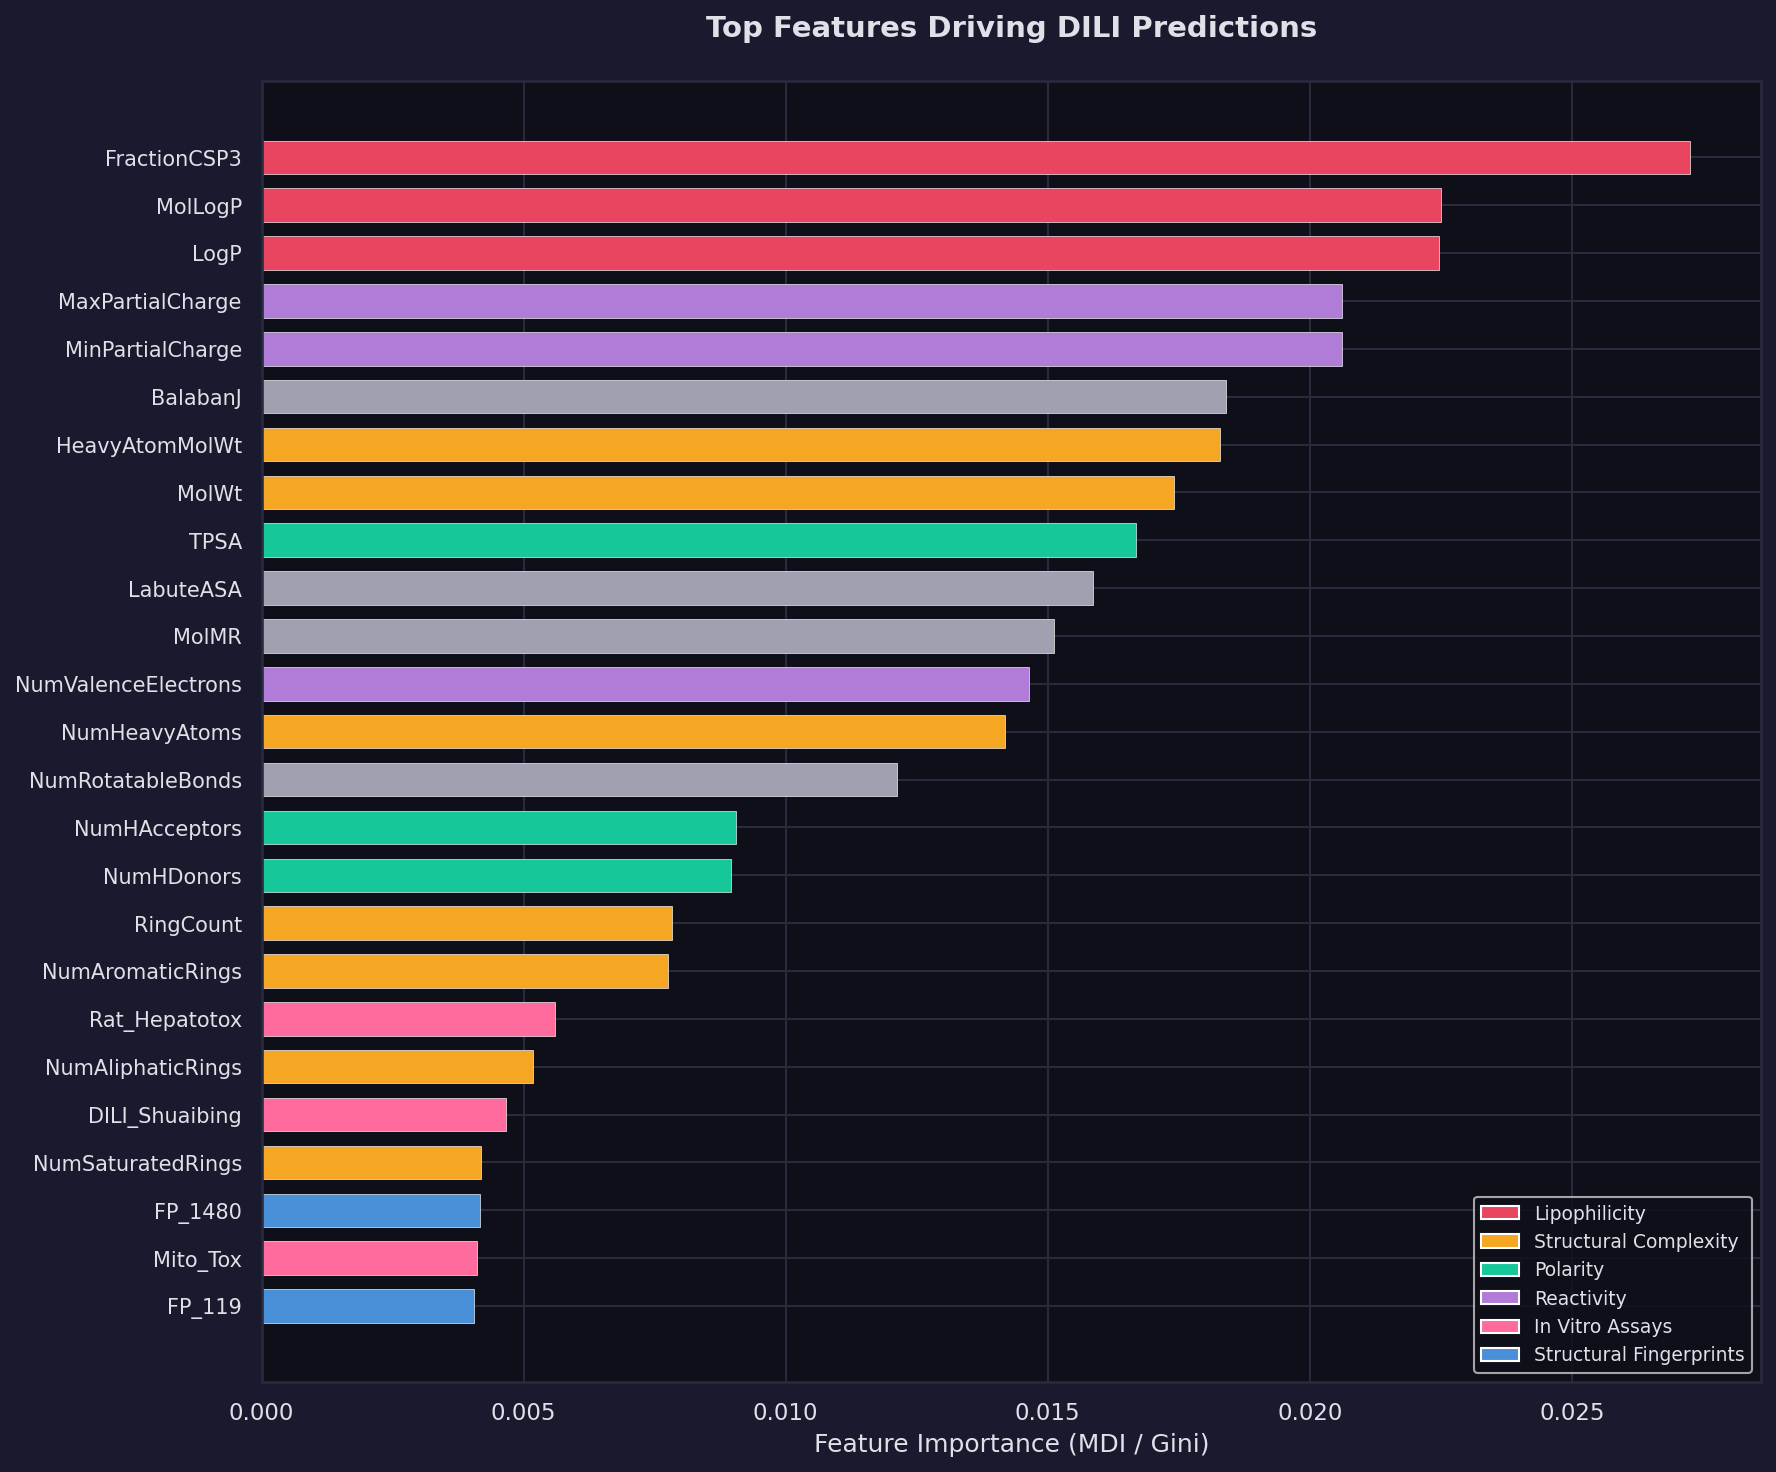 Top Features Driving DILI Predictions
FractionCSP3
MolLogP
LogP
MaxPartialCharge
MinPartialCharge
BalabanJ
HeavyAtomMolWt
MolWt
TPSA
LabuteASA
MolMR
NumValenceElectrons
NumHeavyAtoms
NumRotatableBonds
NumHAcceptors
NumHDonors
RingCount
NumAromaticRings
Rat_Hepatotox
NumAliphaticRings
DILI_Shuaibing
NumSaturatedRings
FP_1480
Mito_Tox
FP_119
Lipophilicity
Structural Complexity
Polarity
Reactivity
In Vitro Assays
Structural Fingerprints
0.000 0.005 0.010 0.015 0.020 0.025
Feature Importance (MDI / Gini)